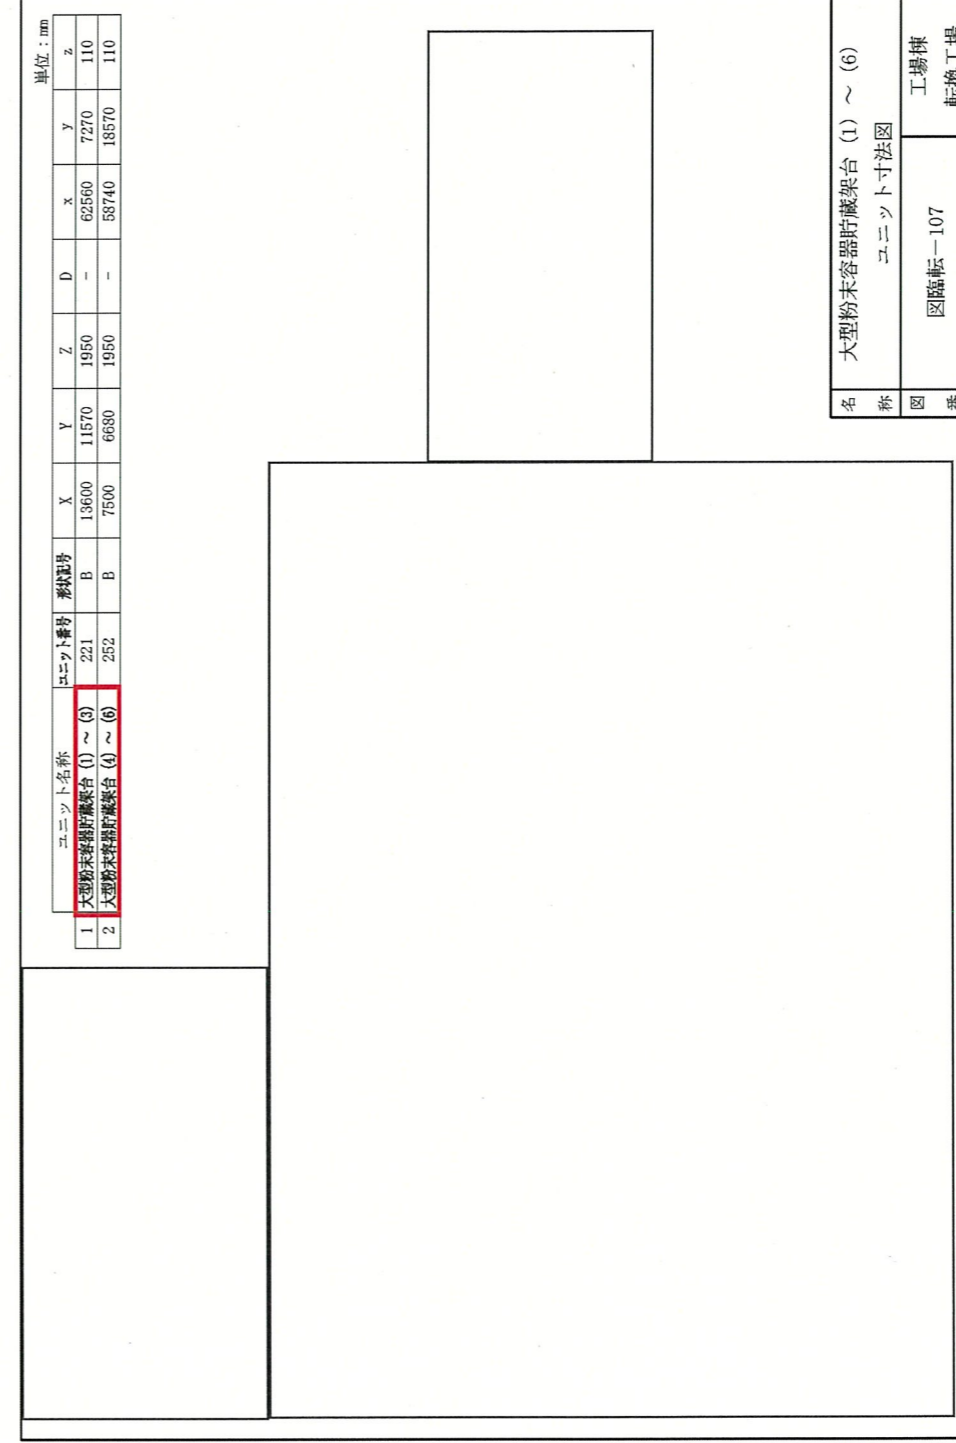 単位：mm
ユニット名称 ユニット番号 形状記号 X Y Z D x y z
1 大型粉末容器貯蔵架台 (1) ～ (3) 221 B 13600 11570 1950 － 62560 7270 110
2 大型粉末容器貯蔵架台 (4) ～ (6) 252 B 7500 6680 1950 － 58740 18570 110
名称 大型粉末容器貯蔵架台 (1) ～ (6)
ユニット寸法図
図番 図臨転－107
工場棟
転換工場